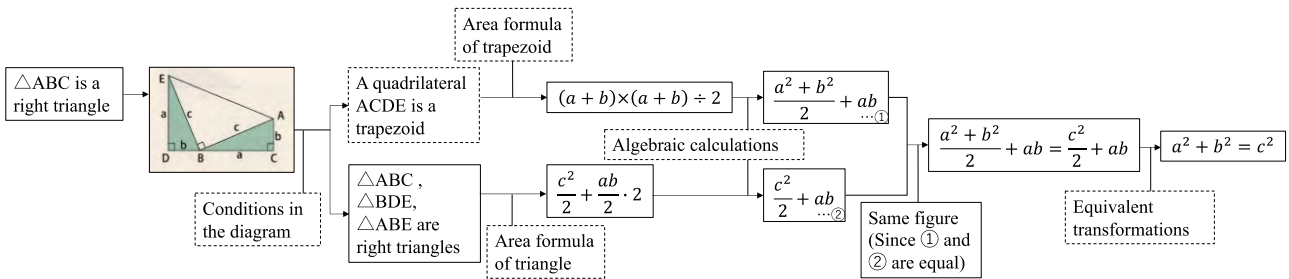 △ABC is a
right triangle
E
a
c
c
A
b
b
D
B
a
C
Conditions in
the diagram
A quadrilateral
ACDE is a
trapezoid
△ABC ,
△BDE,
△ABE are
right triangles
Area formula
of trapezoid
(a + b)×(a + b) ÷ 2
c²/2 + ab/2 · 2
Area formula
of triangle
Algebraic calculations
(a² + b²)/2 + ab
⋯①
c²/2 + ab
⋯②
Same figure
(Since ① and
② are equal)
(a² + b²)/2 + ab = c²/2 + ab
Equivalent
transformations
a² + b² = c²